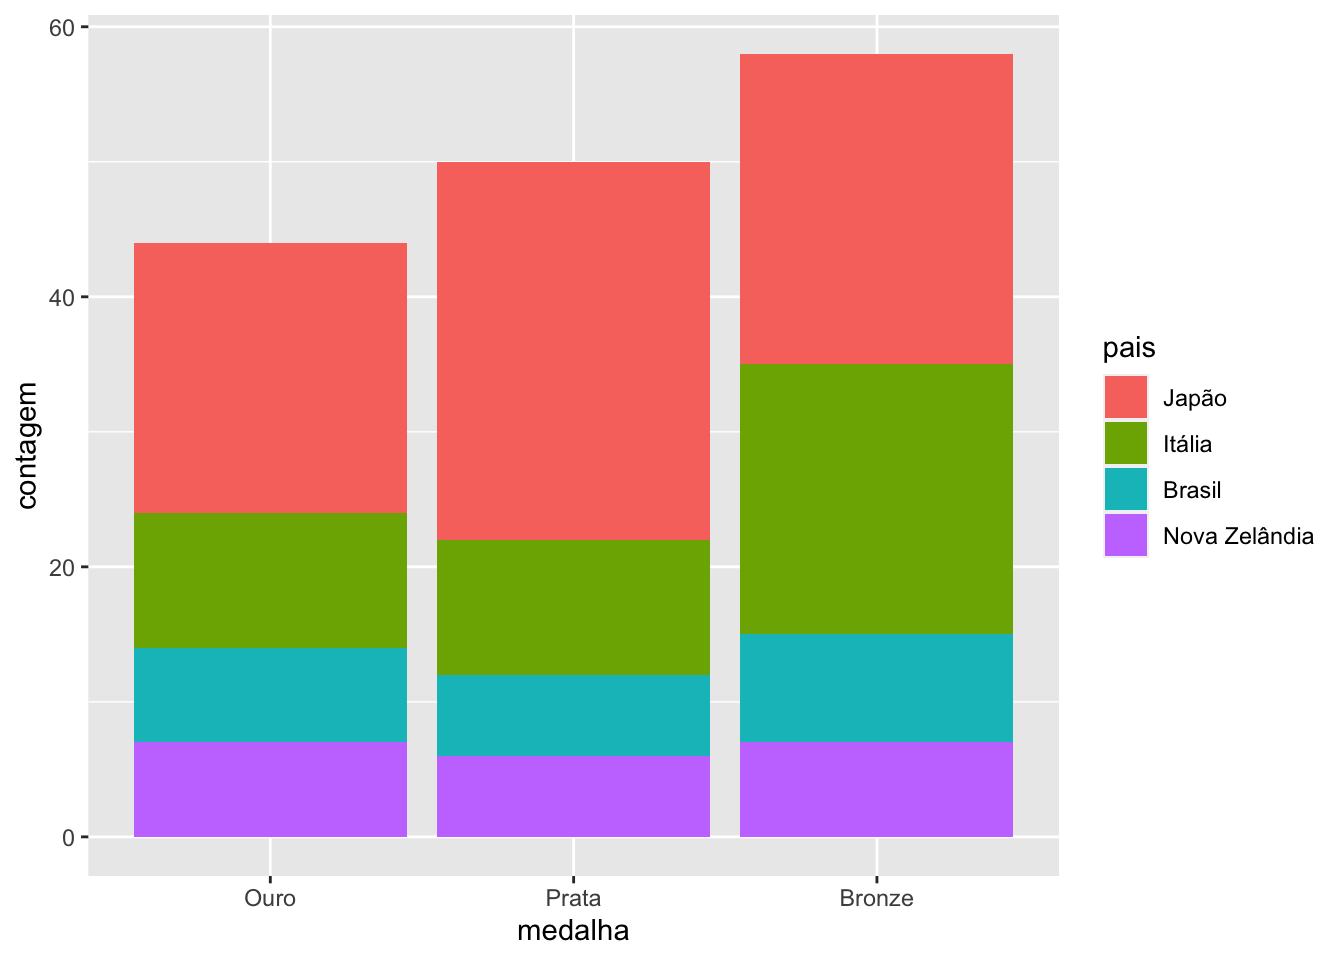 60
40
20
0
contagem
Ouro Prata Bronze
medalha
pais
Japão
Itália
Brasil
Nova Zelândia